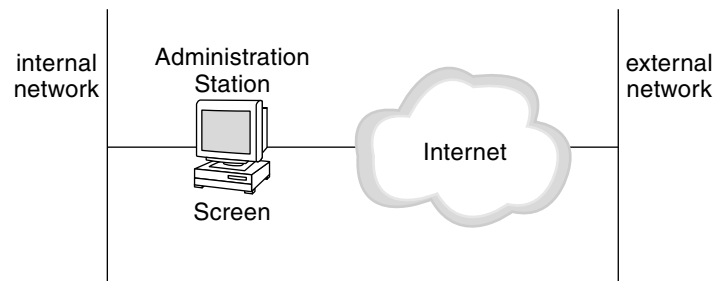 internal
network
Administration
Station
Screen
Internet
external
network